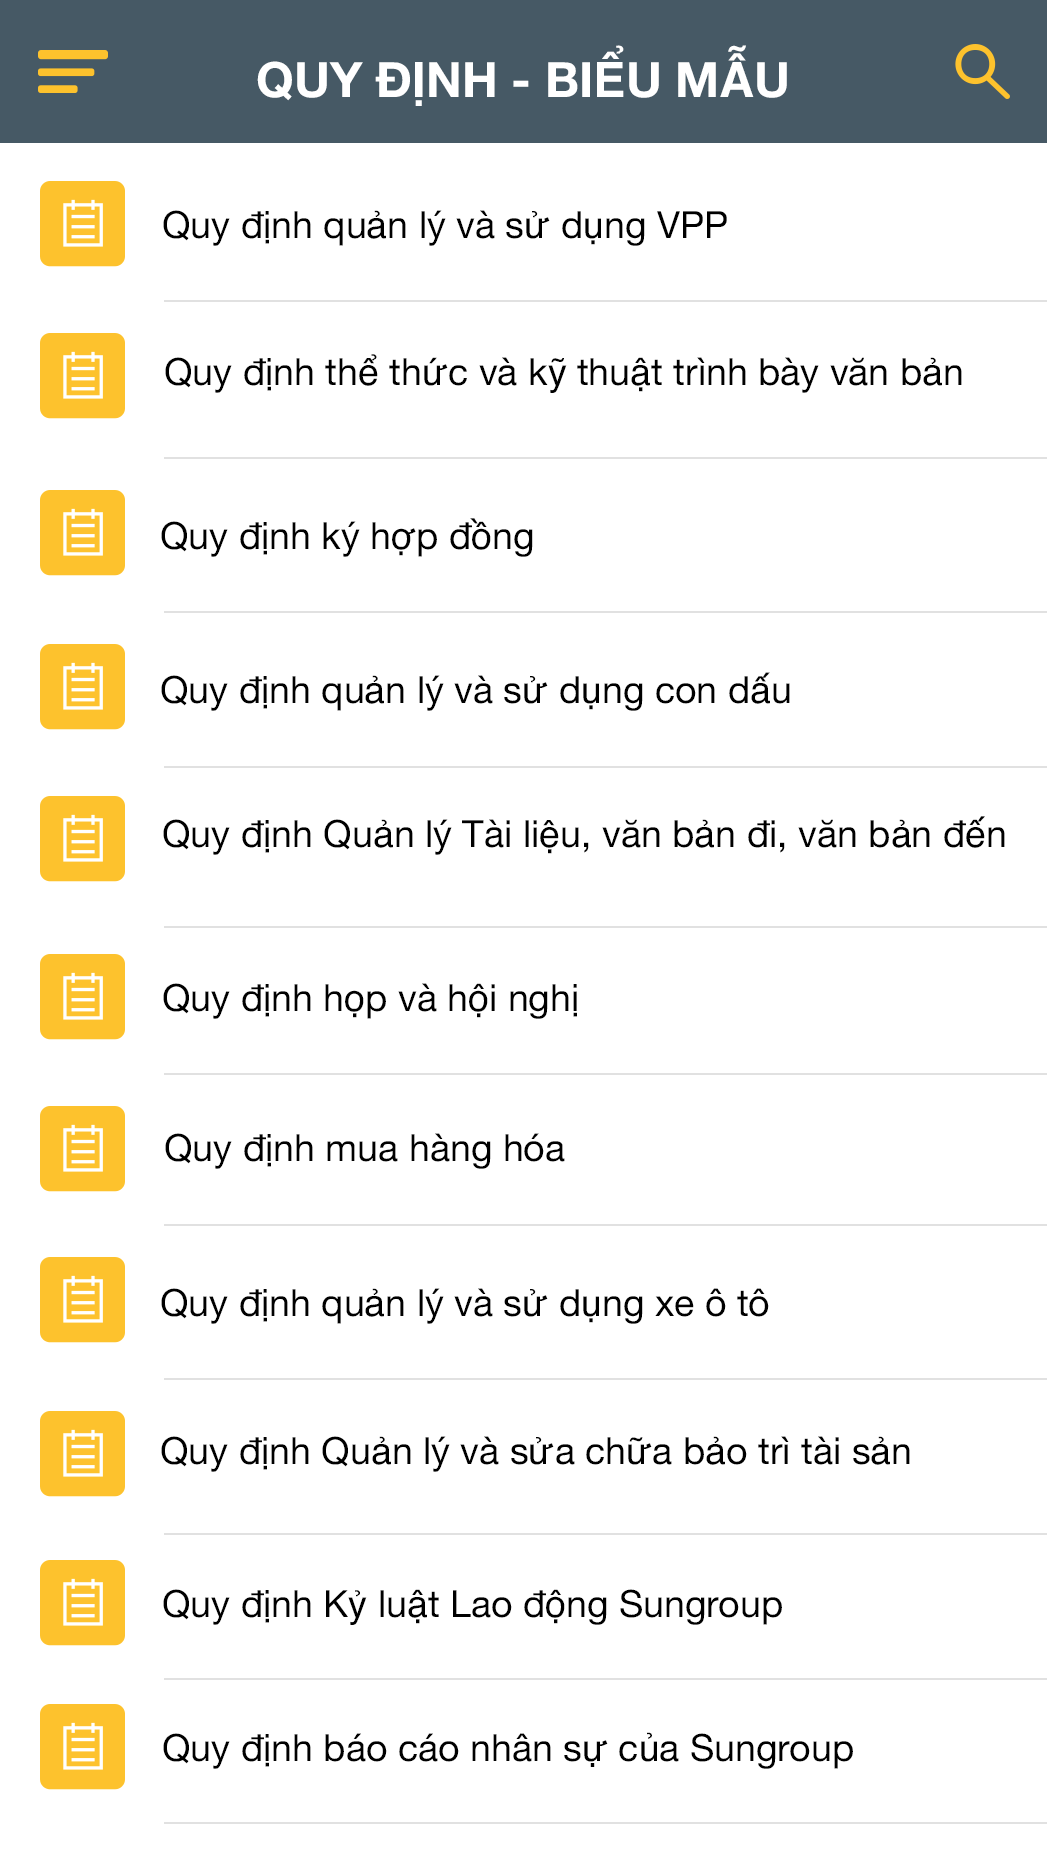 QUY ĐỊNH - BIỂU MẪU
Quy định quản lý và sử dụng VPP
Quy định thể thức và kỹ thuật trình bày văn bản
Quy định ký hợp đồng
Quy định quản lý và sử dụng con dấu
Quy định Quản lý Tài liệu, văn bản đi, văn bản đến
Quy định họp và hội nghị
Quy định mua hàng hóa
Quy định quản lý và sử dụng xe ô tô
Quy định Quản lý và sửa chữa bảo trì tài sản
Quy định Kỷ luật Lao động Sungroup
Quy định báo cáo nhân sự của Sungroup